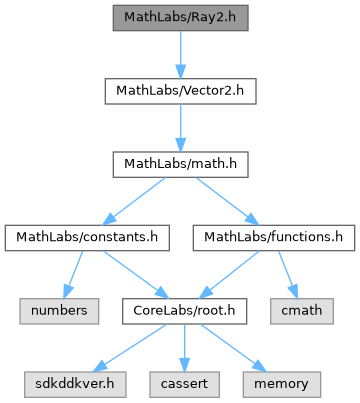 MathLabs/Ray2.h
MathLabs/Vector2.h
MathLabs/math.h
MathLabs/constants.h
MathLabs/functions.h
numbers
CoreLabs/root.h
cmath
sdkddkver.h
cassert
memory